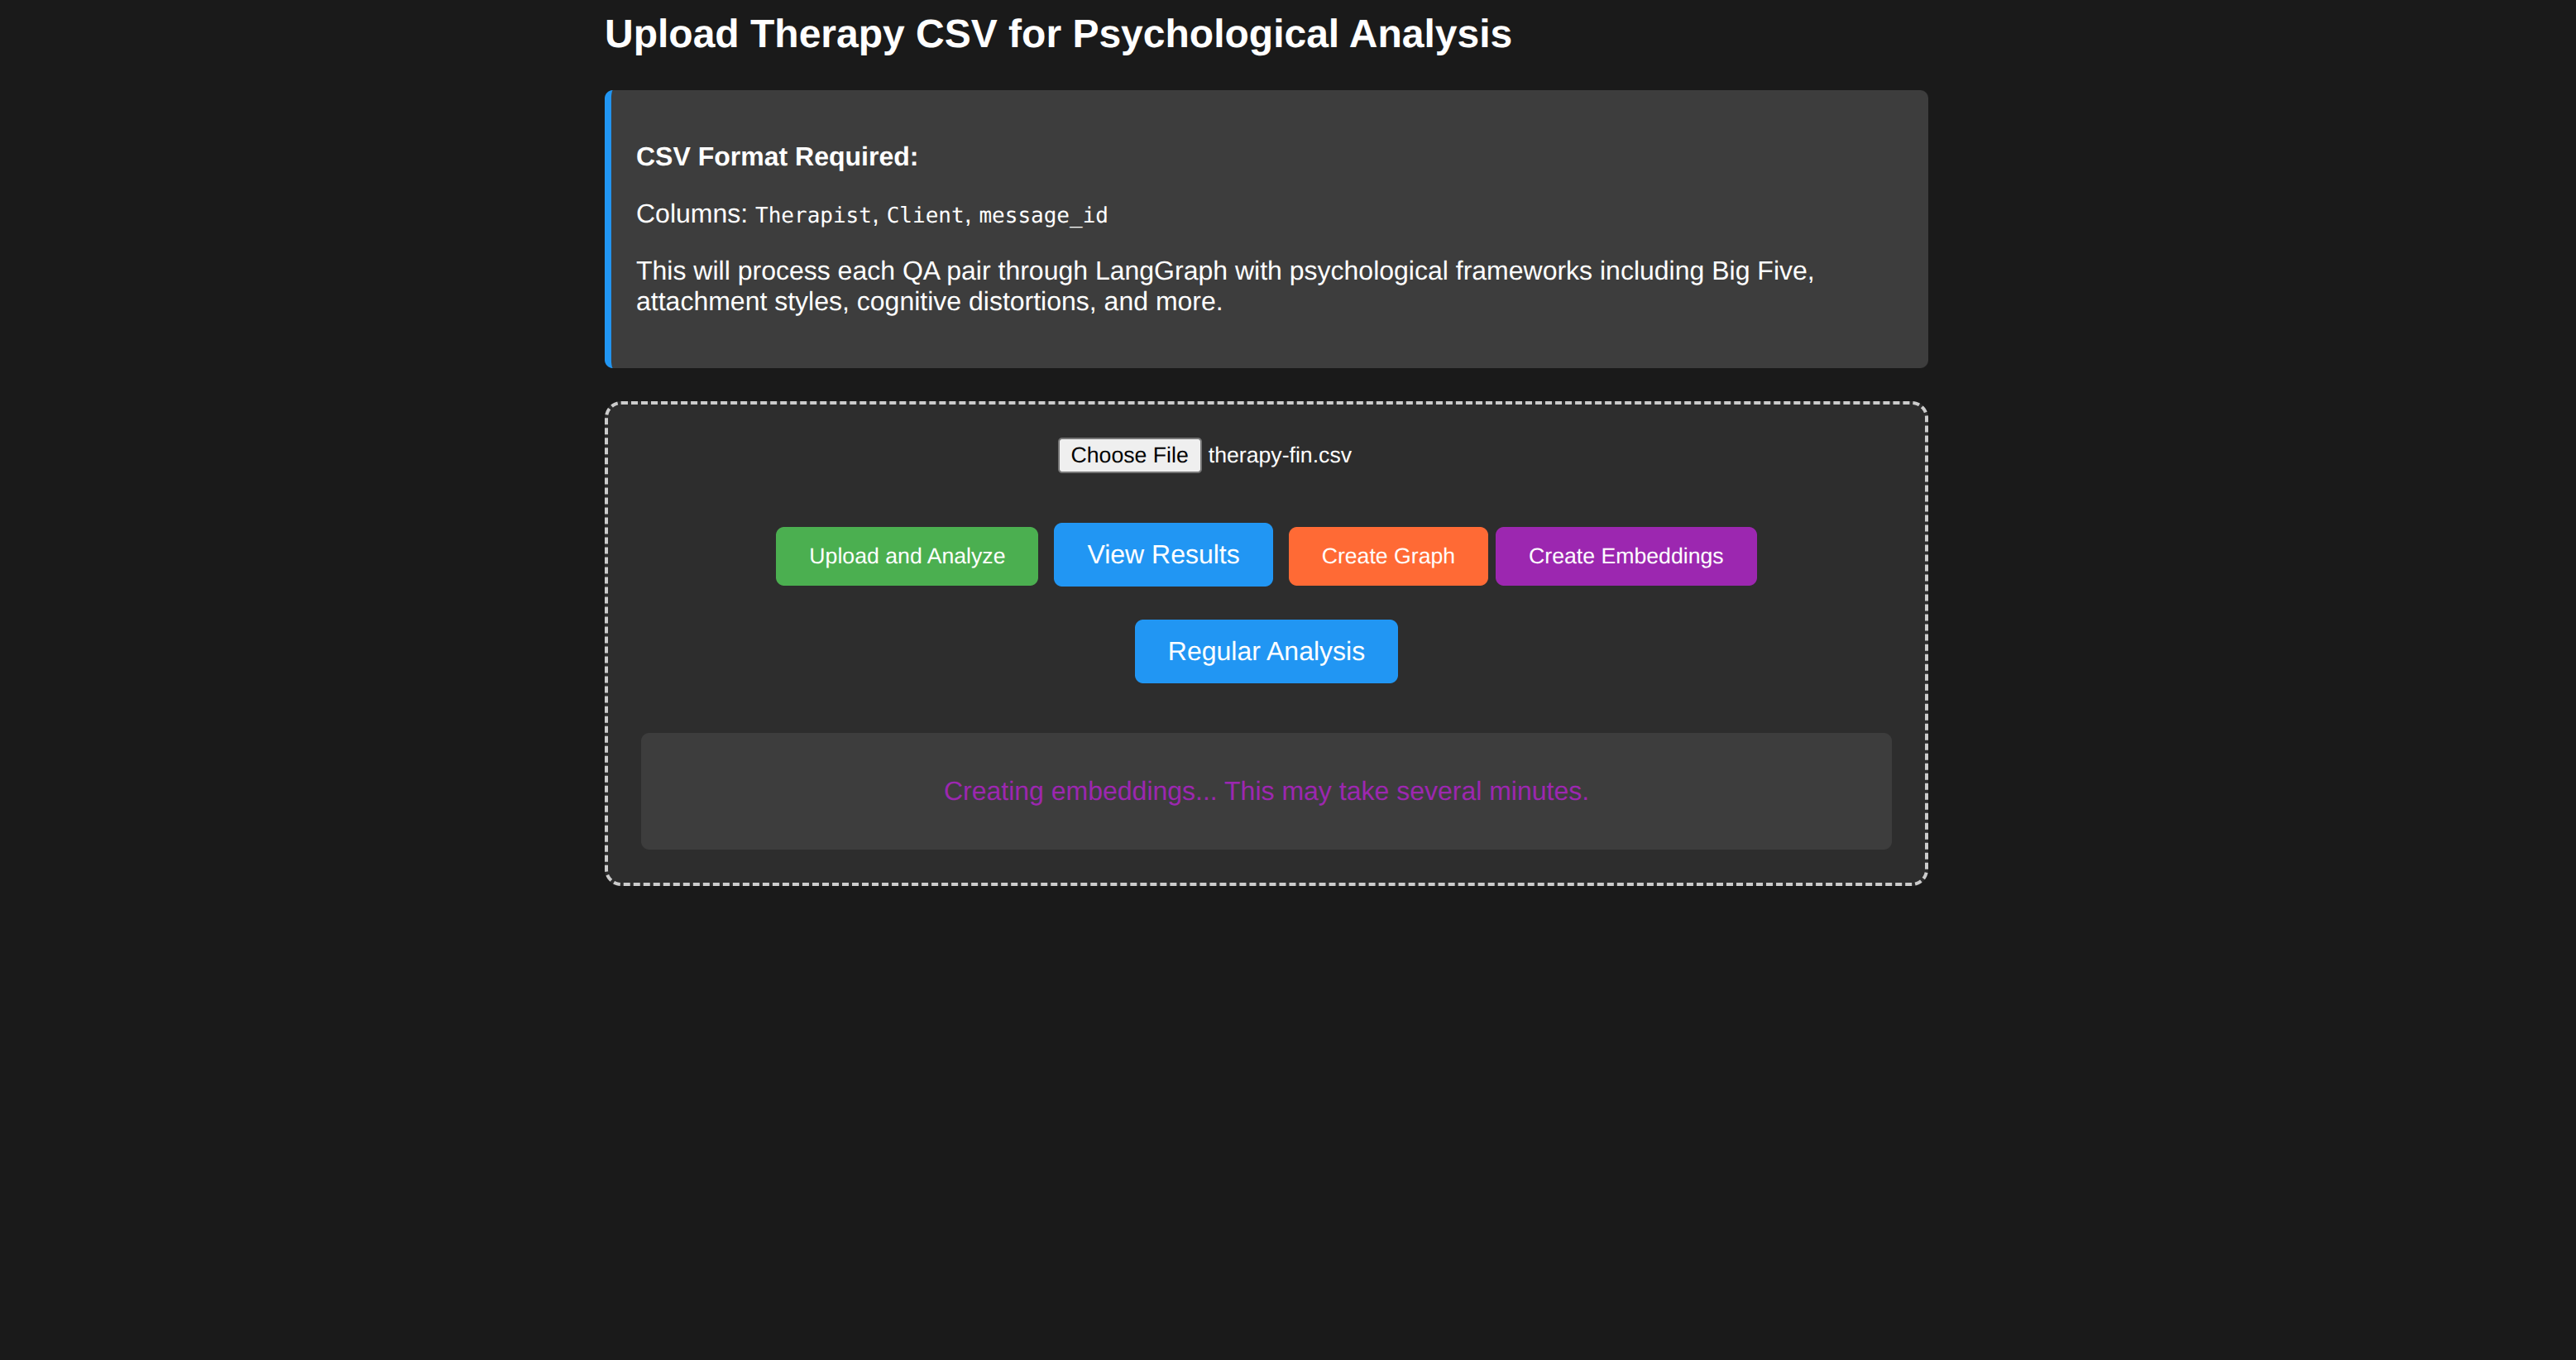 Upload Therapy CSV for Psychological Analysis
CSV Format Required:
Columns: Therapist, Client, message_id
This will process each QA pair through LangGraph with psychological frameworks including Big Five,
attachment styles, cognitive distortions, and more.
Choose File therapy-fin.csv
Upload and Analyze View Results Create Graph Create Embeddings
Regular Analysis
Creating embeddings... This may take several minutes.